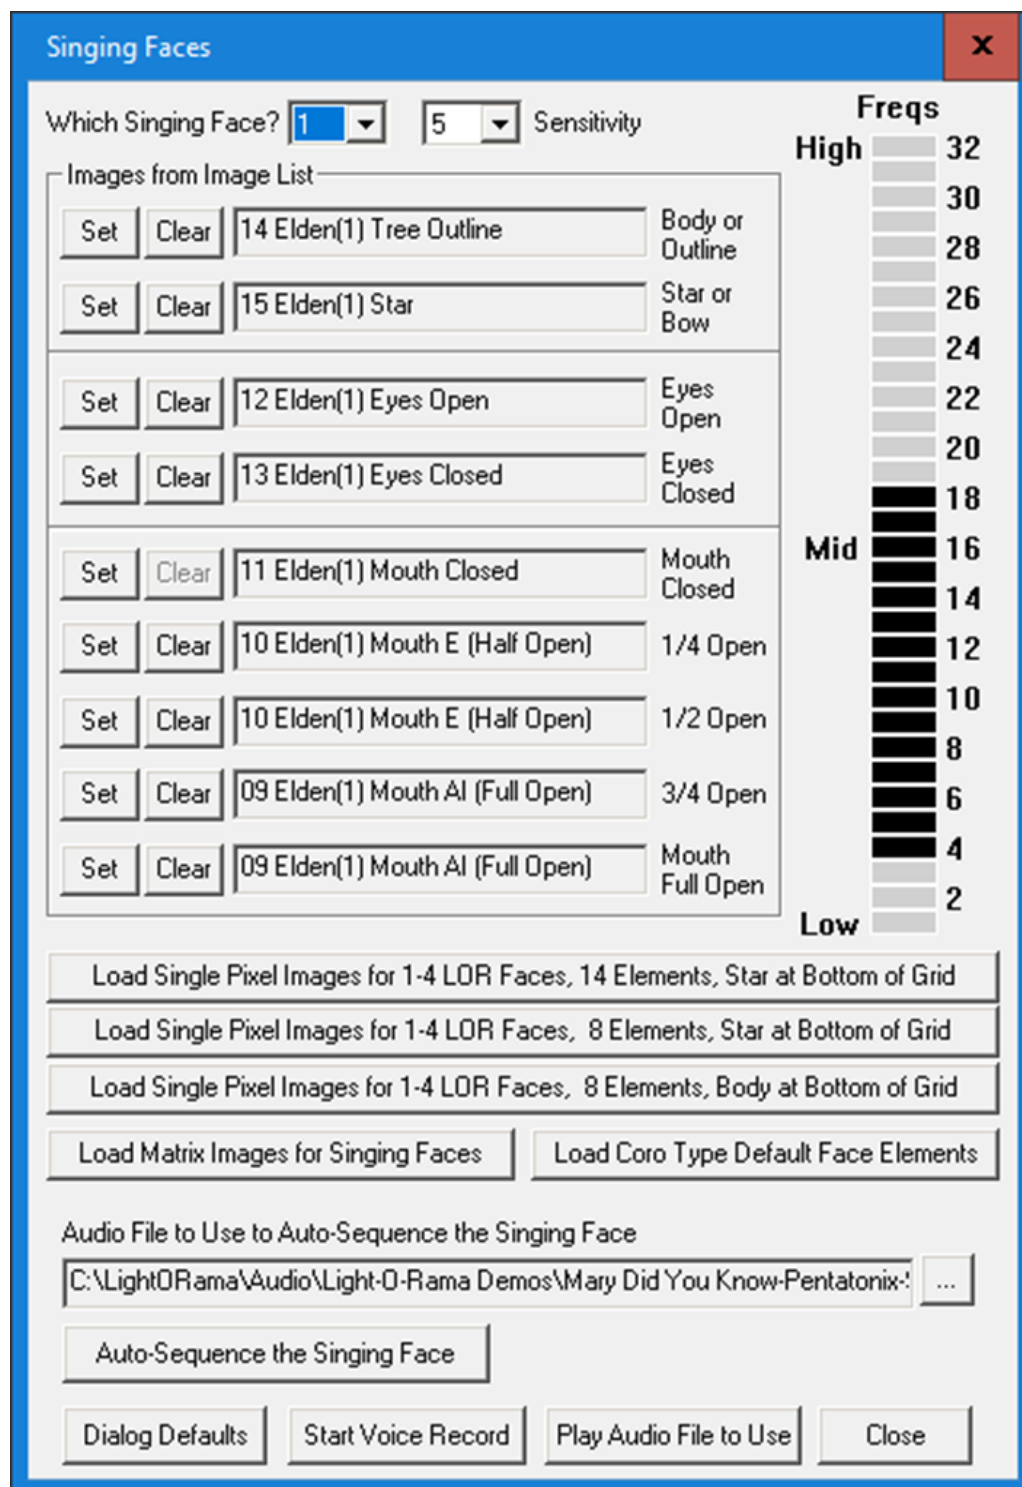 Singing Faces
x
Which Singing Face? 1 5 Sensitivity
Freqs
High 32
30
28
26
24
22
20
18
Mid 16
14
12
10
8
6
4
2
Low
Images from Image List
Set Clear 14 Elden(1) Tree Outline Body or
Outline
Set Clear 15 Elden(1) Star Star or
Bow
Set Clear 12 Elden(1) Eyes Open Eyes
Open
Set Clear 13 Elden(1) Eyes Closed Eyes
Closed
Set Clear 11 Elden(1) Mouth Closed Mouth
Closed
Set Clear 10 Elden(1) Mouth E (Half Open) 1/4 Open
Set Clear 10 Elden(1) Mouth E (Half Open) 1/2 Open
Set Clear 09 Elden(1) Mouth AI (Full Open) 3/4 Open
Set Clear 09 Elden(1) Mouth AI (Full Open) Mouth
Full Open
Load Single Pixel Images for 1-4 LOR Faces, 14 Elements, Star at Bottom of Grid
Load Single Pixel Images for 1-4 LOR Faces, 8 Elements, Star at Bottom of Grid
Load Single Pixel Images for 1-4 LOR Faces, 8 Elements, Body at Bottom of Grid
Load Matrix Images for Singing Faces Load Coro Type Default Face Elements
Audio File to Use to Auto-Sequence the Singing Face
C:\LightORama\Audio\Light-O-Rama Demos\Mary Did You Know-Pentatonix- ...
Auto-Sequence the Singing Face
Dialog Defaults Start Voice Record Play Audio File to Use Close